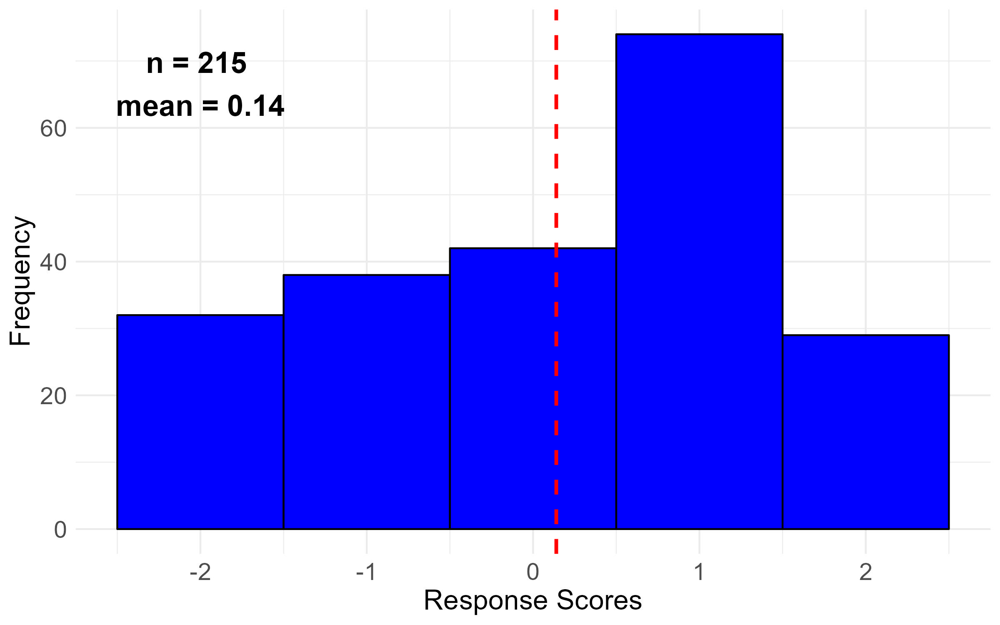 n = 215
mean = 0.14
60
40
20
0
Frequency
-2 -1 0 1 2
Response Scores